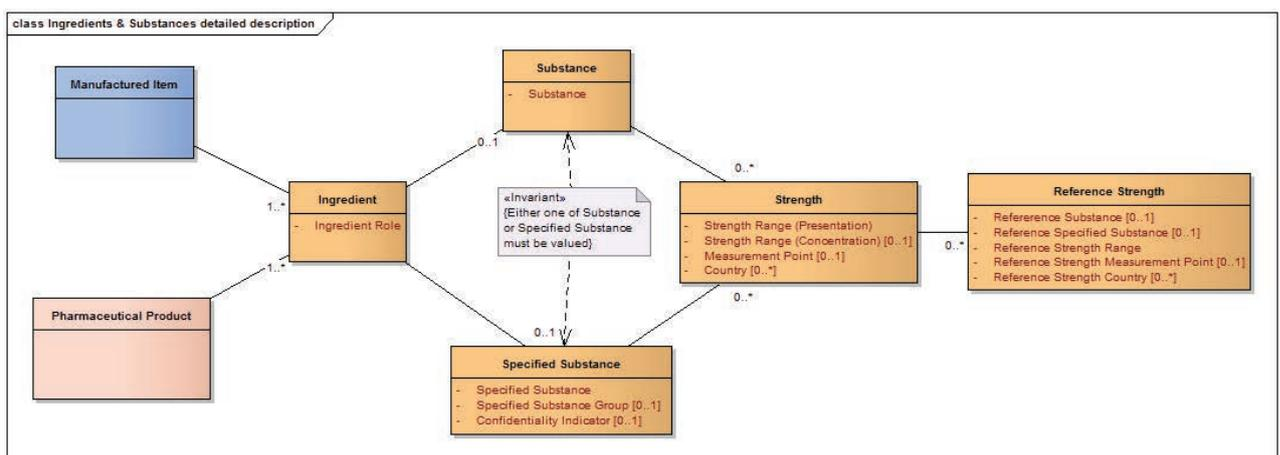 class Ingredients & Substances detailed description
Manufactured Item
Substance
- Substance
0..1
0..*
1..*
Ingredient
- Ingredient Role
«Invariant»
{Either one of Substance
or Specified Substance
must be valued}
Strength
- Strength Range (Presentation)
- Strength Range (Concentration) [0..1]
- Measurement Point [0..1]
- Country [0..*]
0..*
Reference Strength
- Refererence Substance [0..1]
- Reference Specified Substance [0..1]
- Reference Strength Range
- Reference Strength Measurement Point [0..1]
- Reference Strength Country [0..*]
1..*
Pharmaceutical Product
0..1
0..*
Specified Substance
- Specified Substance
- Specified Substance Group [0..1]
- Confidentiality Indicator [0..1]